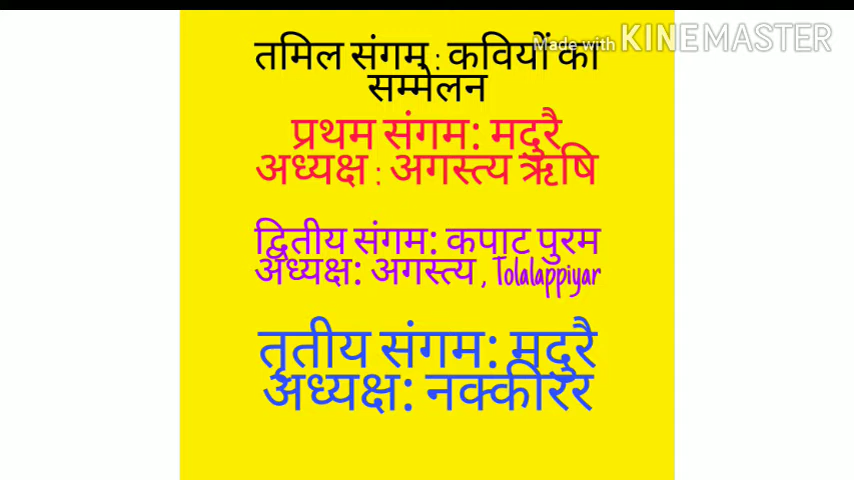 Made with KINEMASTER
तमिल संगम : कवियों का
सम्मेलन
प्रथम संगम: मदुरै
अध्यक्ष : अगस्त्य ऋषि
द्वितीय संगम: कपाट पुरम
अध्यक्ष: अगस्त्य , Tolalappiyar
तृतीय संगम: मदुरै
अध्यक्ष: नक्कीरर